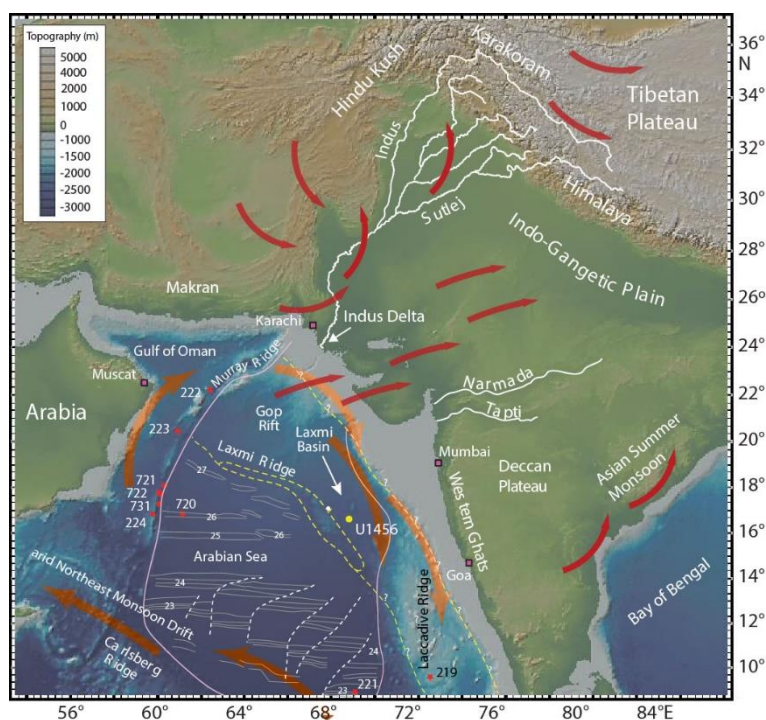 Topography (m)
5000
4000
3000
2000
1000
0
-1000
-1500
-2000
-2500
-3000
36°
N
34°
32°
30°
28°
26°
24°
22°
20°
18°
16°
14°
12°
10°
56°
60°
64°
68°
72°
76°
80°
84°E
Hindu Kush
Karakoram
Tibetan
Plateau
Indus
Sutlej
Himalaya
Indo-Gangetic Plain
Makran
Karachi
Indus Delta
Gulf of Oman
Muscat
Murray Ridge
222
Arabia
223
Gop
Rift
Narmada
Tapti
Laxmi
Basin
Laxmi Ridge
Mumbai
Deccan
Plateau
Asian Summer
Monsoon
Western Ghats
721
722
731
720
224
27
26
25
26
U1456
Arabian Sea
Goa
Bay of Bengal
24
23
24
23
arid Northeast Monsoon Drift
Carlsberg
Ridge
Laccadive Ridge
219
221
?
?
?
?
?
?